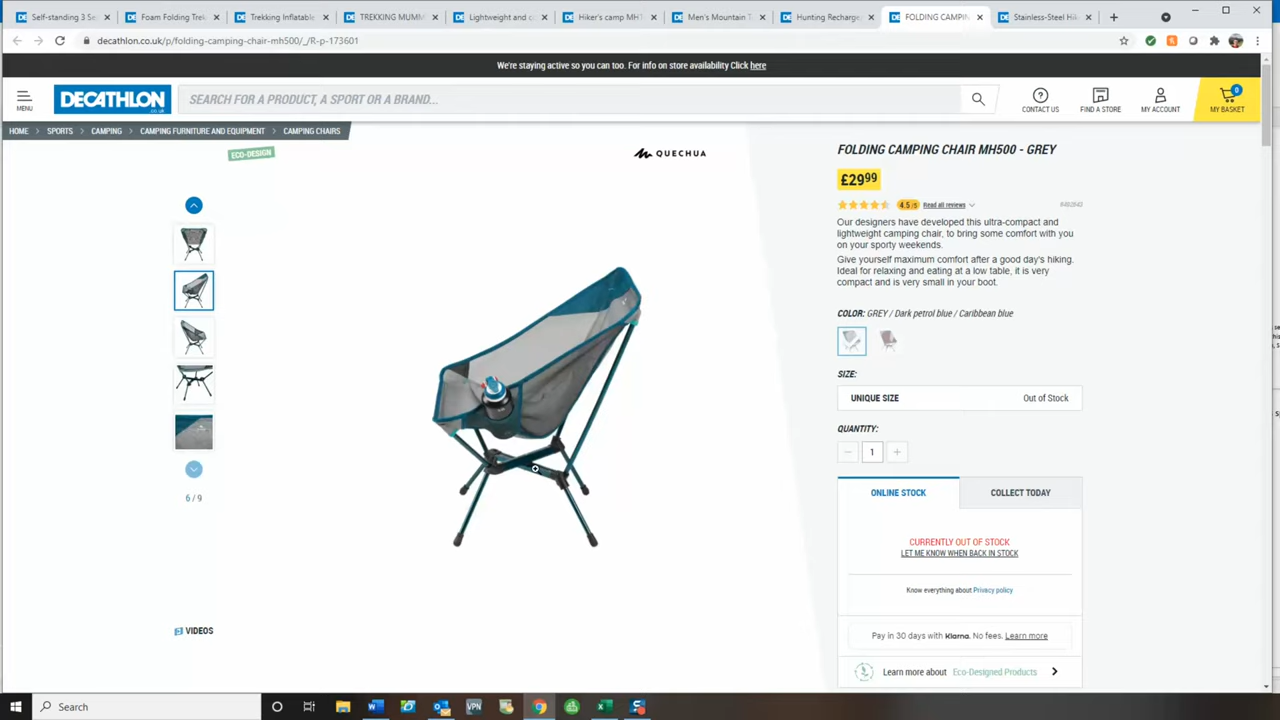 Self-standing 3 Se
Foam Folding Trek
Trekking Inflatable
TREKKING MUMM
Lightweight and c
Hiker's camp MH1
Men's Mountain T
Hunting Recharge
FOLDING CAMPIN
Stainless-Steel Hik
decathlon.co.uk/p/folding-camping-chair-mh500/_/R-p-173601
We're staying active so you can too. For info on store availability Click here
MENU
DECATHLON
.co.uk
SEARCH FOR A PRODUCT, A SPORT OR A BRAND...
CONTACT US
FIND A STORE
MY ACCOUNT
0
MY BASKET
HOME > SPORTS > CAMPING > CAMPING FURNITURE AND EQUIPMENT > CAMPING CHAIRS
ECO-DESIGN
QUECHUA
6 / 9
VIDEOS
FOLDING CAMPING CHAIR MH500 - GREY
£2999
4.5 /5 Read all reviews
Our designers have developed this ultra-compact and
lightweight camping chair, to bring some comfort with you
on your sporty weekends.
Give yourself maximum comfort after a good day's hiking.
Ideal for relaxing and eating at a low table, it is very
compact and is very small in your boot.
COLOR: GREY / Dark petrol blue / Caribbean blue
SIZE:
UNIQUE SIZE Out of Stock
QUANTITY:
− 1 +
ONLINE STOCK
COLLECT TODAY
CURRENTLY OUT OF STOCK
LET ME KNOW WHEN BACK IN STOCK
Know everything about Privacy policy
Pay in 30 days with Klarna. No fees. Learn more
Learn more about Eco-Designed Products
Search
VPN